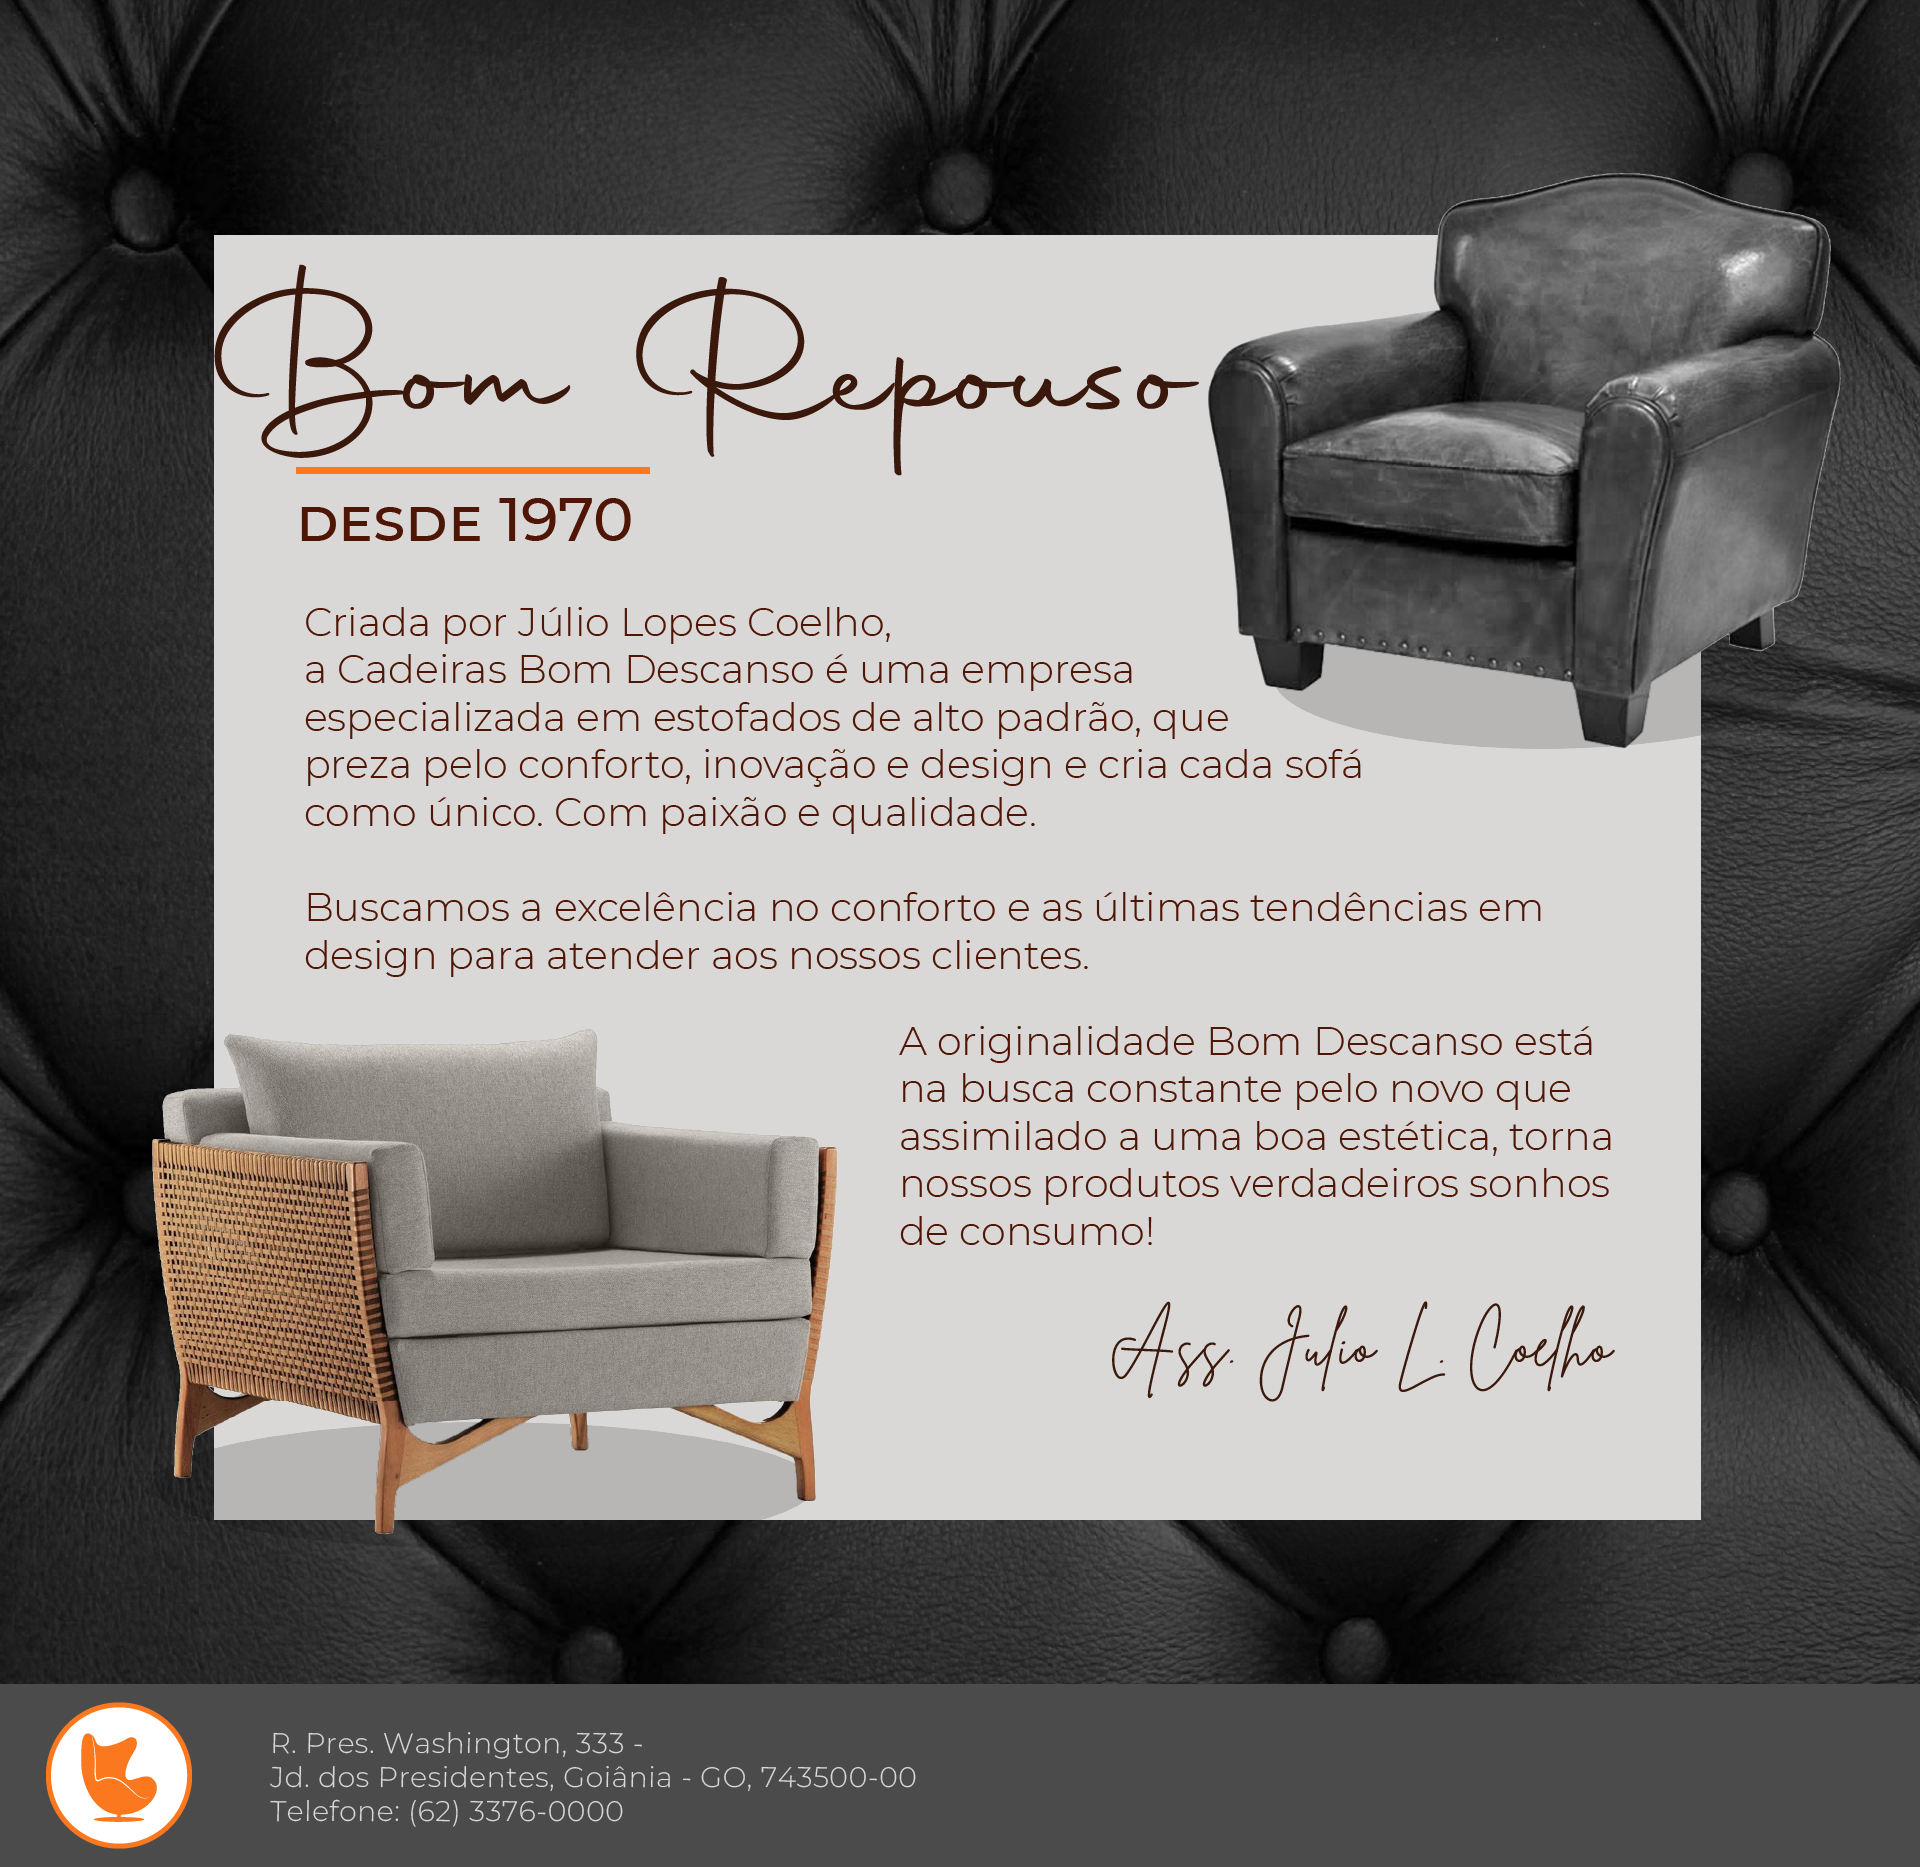 Bom Repouso
DESDE 1970
Criada por Júlio Lopes Coelho,
a Cadeiras Bom Descanso é uma empresa
especializada em estofados de alto padrão, que
preza pelo conforto, inovação e design e cria cada sofá
como único. Com paixão e qualidade.
Buscamos a excelência no conforto e as últimas tendências em
design para atender aos nossos clientes.
A originalidade Bom Descanso está
na busca constante pelo novo que
assimilado a uma boa estética, torna
nossos produtos verdadeiros sonhos
de consumo!
Ass. Julio L. Coelho
R. Pres. Washington, 333 -
Jd. dos Presidentes, Goiânia - GO, 743500-00
Telefone: (62) 3376-0000